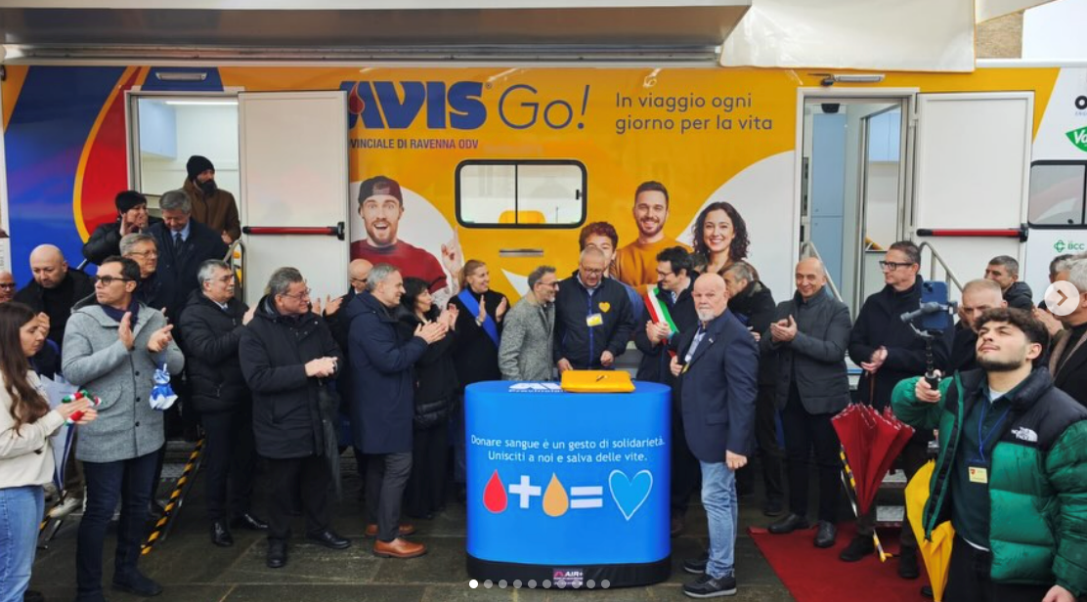 AVIS Go!
In viaggio ogni
giorno per la vita
VINCIALE DI RAVENNA ODV
Donare sangue è un gesto di solidarietà.
Unisciti a noi e salva delle vite.
+ =
AIR+